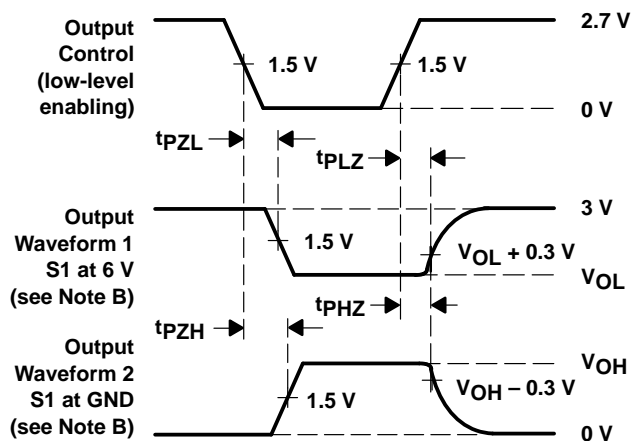 Output
Control
(low-level
enabling)
2.7 V
1.5 V
1.5 V
0 V
tPZL
tPLZ
Output
Waveform 1
S1 at 6 V
(see Note B)
3 V
1.5 V
VOL + 0.3 V
VOL
tPZH
tPHZ
Output
Waveform 2
S1 at GND
(see Note B)
VOH
1.5 V
VOH – 0.3 V
0 V